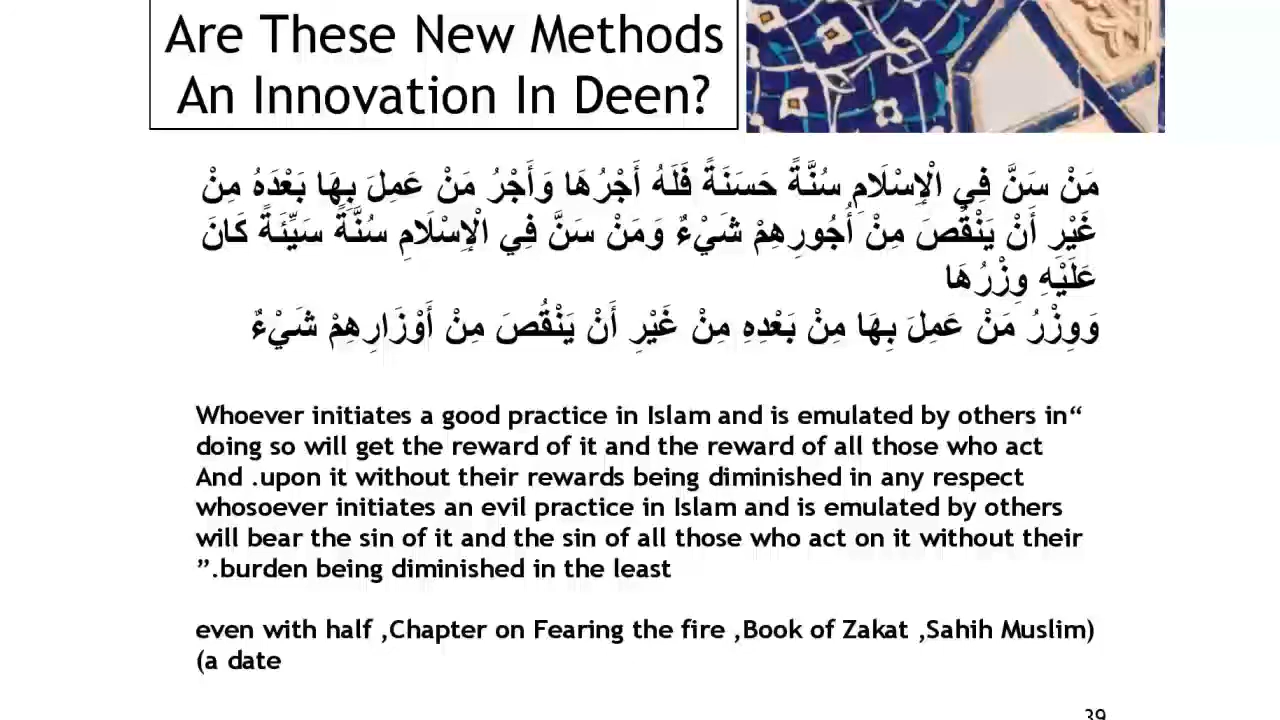 Are These New Methods
An Innovation In Deen?
مَنْ سَنَّ فِي الْإِسْلَامِ سُنَّةً حَسَنَةً فَلَهُ أَجْرُهَا وَأَجْرُ مَنْ عَمِلَ بِهَا بَعْدَهُ مِنْ
غَيْرِ أَنْ يَنْقُصَ مِنْ أُجُورِهِمْ شَيْءٌ وَمَنْ سَنَّ فِي الْإِسْلَامِ سُنَّةً سَيِّئَةً كَانَ
عَلَيْهِ وِزْرُهَا
وَوِزْرُ مَنْ عَمِلَ بِهَا مِنْ بَعْدِهِ مِنْ غَيْرِ أَنْ يَنْقُصَ مِنْ أَوْزَارِهِمْ شَيْءٌ
Whoever initiates a good practice in Islam and is emulated by others in“
doing so will get the reward of it and the reward of all those who act
And .upon it without their rewards being diminished in any respect
whosoever initiates an evil practice in Islam and is emulated by others
will bear the sin of it and the sin of all those who act on it without their
”.burden being diminished in the least
even with half ,Chapter on Fearing the fire ,Book of Zakat ,Sahih Muslim)
(a date
39